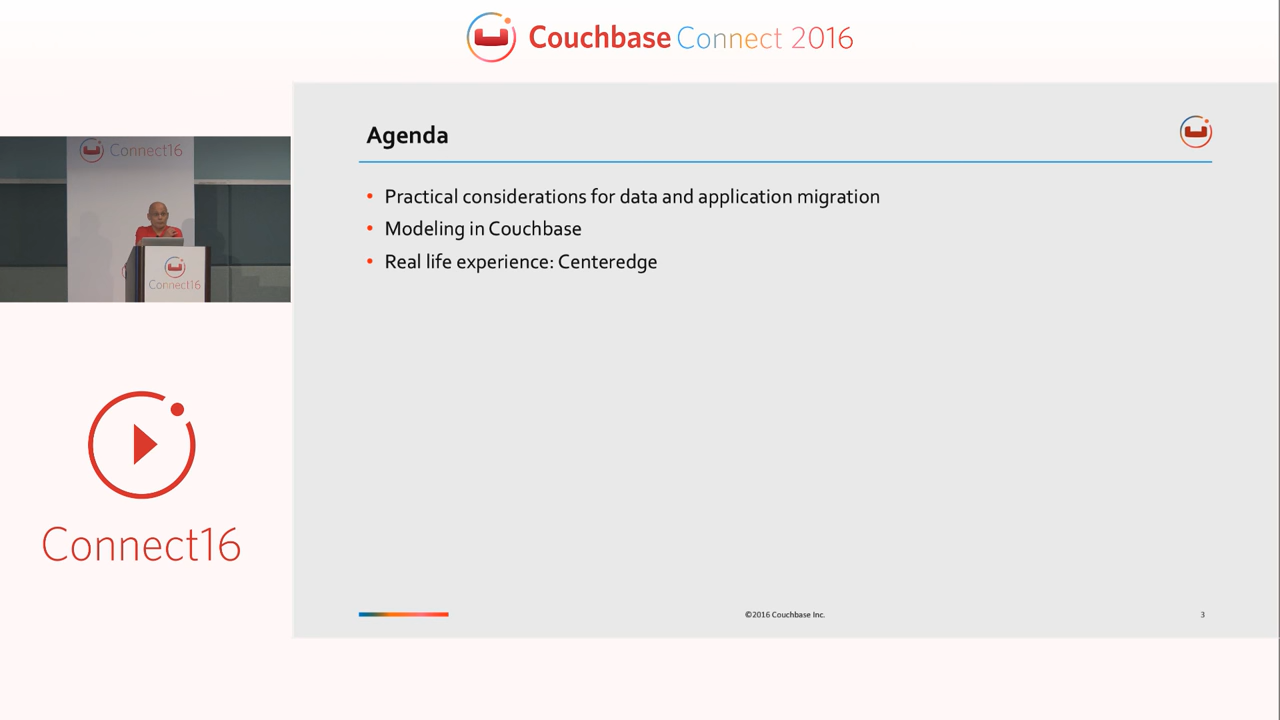 Couchbase Connect 2016
Agenda
• Practical considerations for data and application migration
• Modeling in Couchbase
• Real life experience: Centeredge
Connect16
Connect16
Connect16
©2016 Couchbase Inc.
3